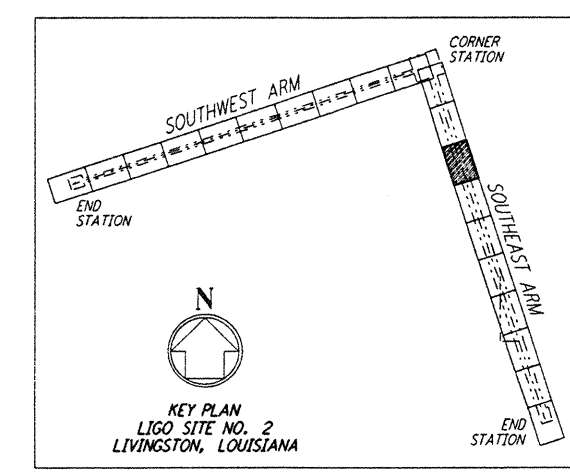 CORNER
STATION
SOUTHWEST ARM
END
STATION
SOUTHEAST ARM
N
KEY PLAN
LIGO SITE NO. 2
LIVINGSTON, LOUISIANA
END
STATION